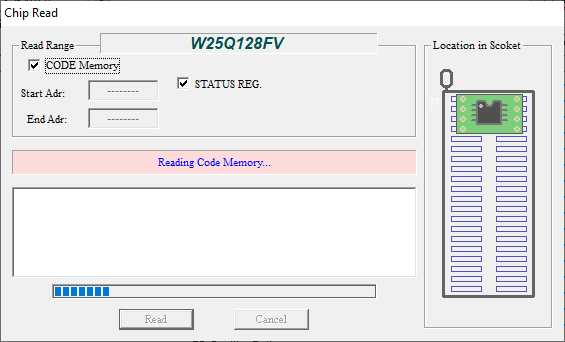 Chip Read
Read Range
W25Q128FV
Location in Scoket
CODE Memory
STATUS REG.
Start Adr:
--------
End Adr:
--------
Reading Code Memory...
Read
Cancel